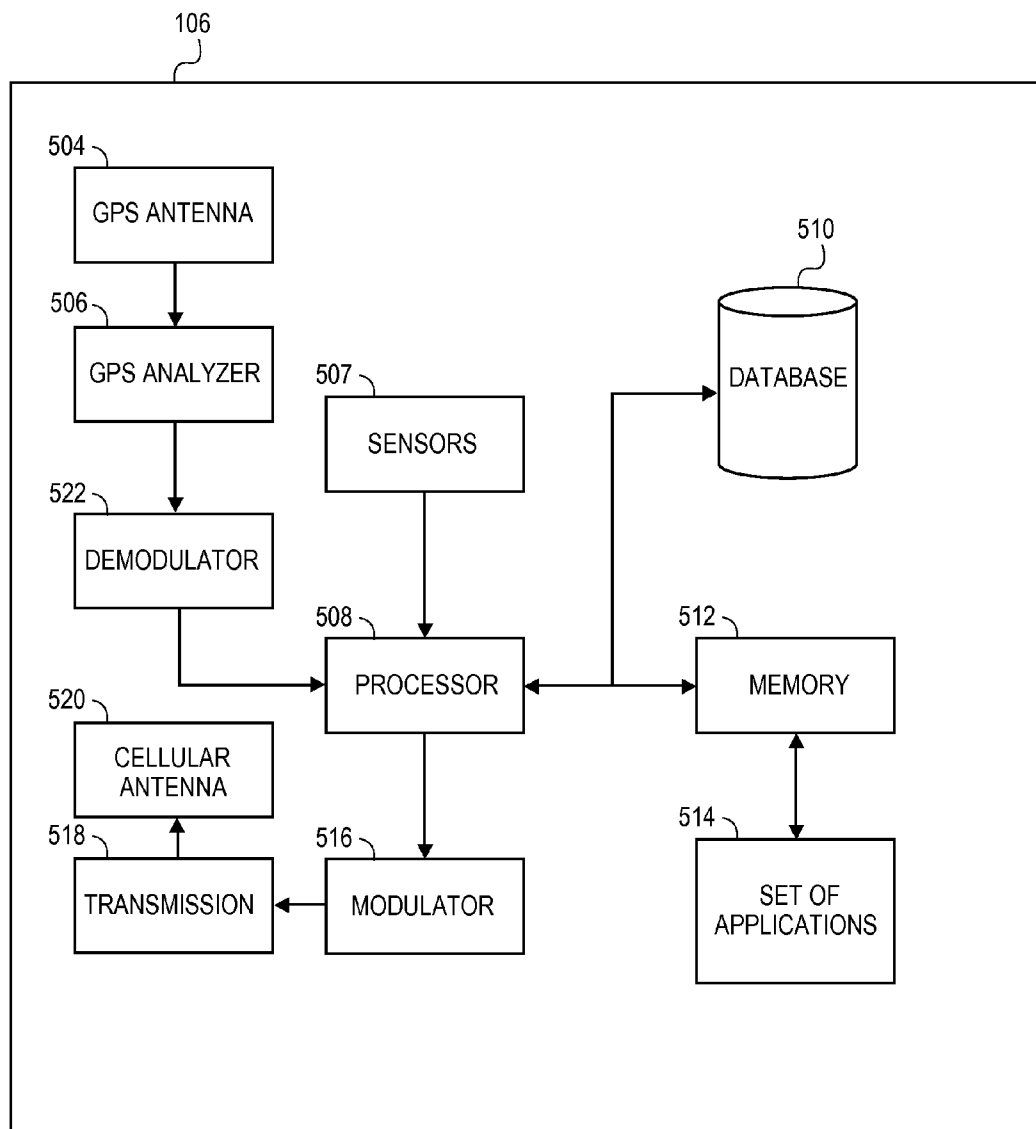 106
504
GPS ANTENNA
506
GPS ANALYZER
510
DATABASE
507
SENSORS
522
DEMODULATOR
508
PROCESSOR
512
MEMORY
520
CELLULAR
ANTENNA
518
TRANSMISSION
516
MODULATOR
514
SET OF
APPLICATIONS